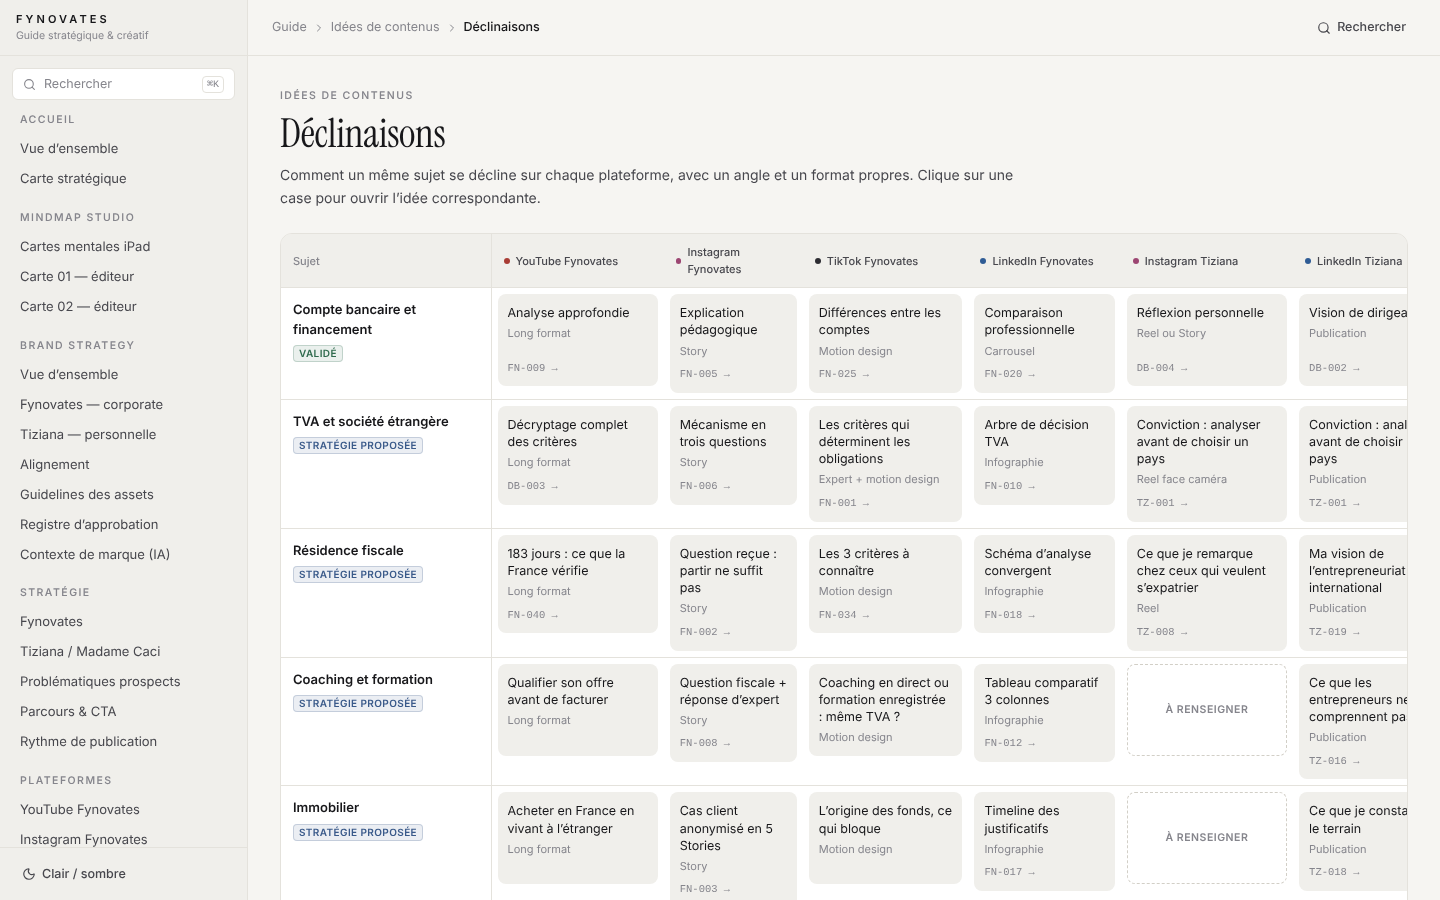 FYNOVATES
Guide stratégique & créatif
Rechercher
⌘K
ACCUEIL
Vue d’ensemble
Carte stratégique
MINDMAP STUDIO
Cartes mentales iPad
Carte 01 — éditeur
Carte 02 — éditeur
BRAND STRATEGY
Vue d’ensemble
Fynovates — corporate
Tiziana — personnelle
Alignement
Guidelines des assets
Registre d’approbation
Contexte de marque (IA)
STRATÉGIE
Fynovates
Tiziana / Madame Caci
Problématiques prospects
Parcours & CTA
Rythme de publication
PLATEFORMES
YouTube Fynovates
Instagram Fynovates
Clair / sombre
Guide > Idées de contenus > Déclinaisons
Rechercher
IDÉES DE CONTENUS
Déclinaisons
Comment un même sujet se décline sur chaque plateforme, avec un angle et un format propres. Clique sur une
case pour ouvrir l’idée correspondante.
Sujet
YouTube Fynovates
Instagram
Fynovates
TikTok Fynovates
LinkedIn Fynovates
Instagram Tiziana
LinkedIn Tiziana
Compte bancaire et
financement
VALIDÉ
Analyse approfondie
Long format
FN-009 →
Explication
pédagogique
Story
FN-005 →
Différences entre les
comptes
Motion design
FN-025 →
Comparaison
professionnelle
Carrousel
FN-020 →
Réflexion personnelle
Reel ou Story
DB-004 →
Vision de dirigea
Publication
DB-002 →
TVA et société étrangère
STRATÉGIE PROPOSÉE
Décryptage complet
des critères
Long format
DB-003 →
Mécanisme en
trois questions
Story
FN-006 →
Les critères qui
déterminent les
obligations
Expert + motion design
FN-001 →
Arbre de décision
TVA
Infographie
FN-010 →
Conviction : analyser
avant de choisir un
pays
Reel face caméra
TZ-001 →
Conviction : anal
avant de choisir
pays
Publication
TZ-001 →
Résidence fiscale
STRATÉGIE PROPOSÉE
183 jours : ce que la
France vérifie
Long format
FN-040 →
Question reçue :
partir ne suffit
pas
Story
FN-002 →
Les 3 critères à
connaître
Motion design
FN-034 →
Schéma d’analyse
convergent
Infographie
FN-018 →
Ce que je remarque
chez ceux qui veulent
s’expatrier
Reel
TZ-008 →
Ma vision de
l’entrepreneuriat
international
Publication
TZ-019 →
Coaching et formation
STRATÉGIE PROPOSÉE
Qualifier son offre
avant de facturer
Long format
Question fiscale +
réponse d’expert
Story
FN-008 →
Coaching en direct ou
formation enregistrée
: même TVA ?
Motion design
Tableau comparatif
3 colonnes
Infographie
FN-012 →
À RENSEIGNER
Ce que les
entrepreneurs ne
comprennent pa
Publication
TZ-016 →
Immobilier
STRATÉGIE PROPOSÉE
Acheter en France en
vivant à l’étranger
Long format
Cas client
anonymisé en 5
Stories
Story
FN-003 →
L’origine des fonds, ce
qui bloque
Motion design
Timeline des
justificatifs
Infographie
FN-017 →
À RENSEIGNER
Ce que je consta
le terrain
Publication
TZ-018 →